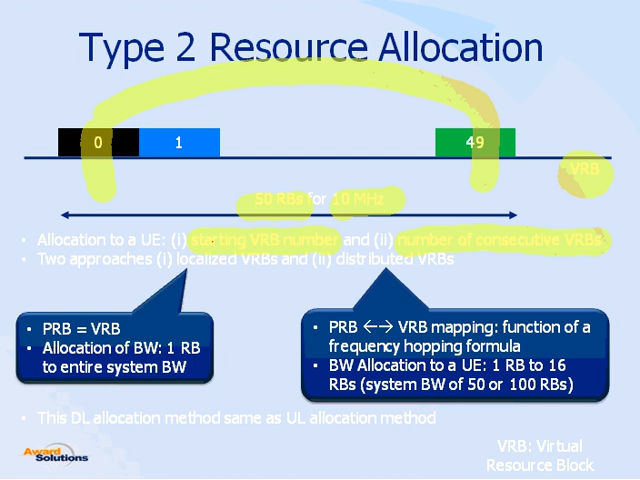 Type 2 Resource Allocation
0 1 49
VRB
50 RBs for 10 MHz
• Allocation to a UE: (i) starting VRB number and (ii) number of consecutive VRBs
• Two approaches (i) localized VRBs and (ii) distributed VRBs
• PRB = VRB
• Allocation of BW: 1 RB
to entire system BW
• PRB ←→ VRB mapping: function of a
frequency hopping formula
• BW Allocation to a UE: 1 RB to 16
RBs (system BW of 50 or 100 RBs)
• This DL allocation method same as UL allocation method
Award
Solutions
VRB: Virtual
Resource Block